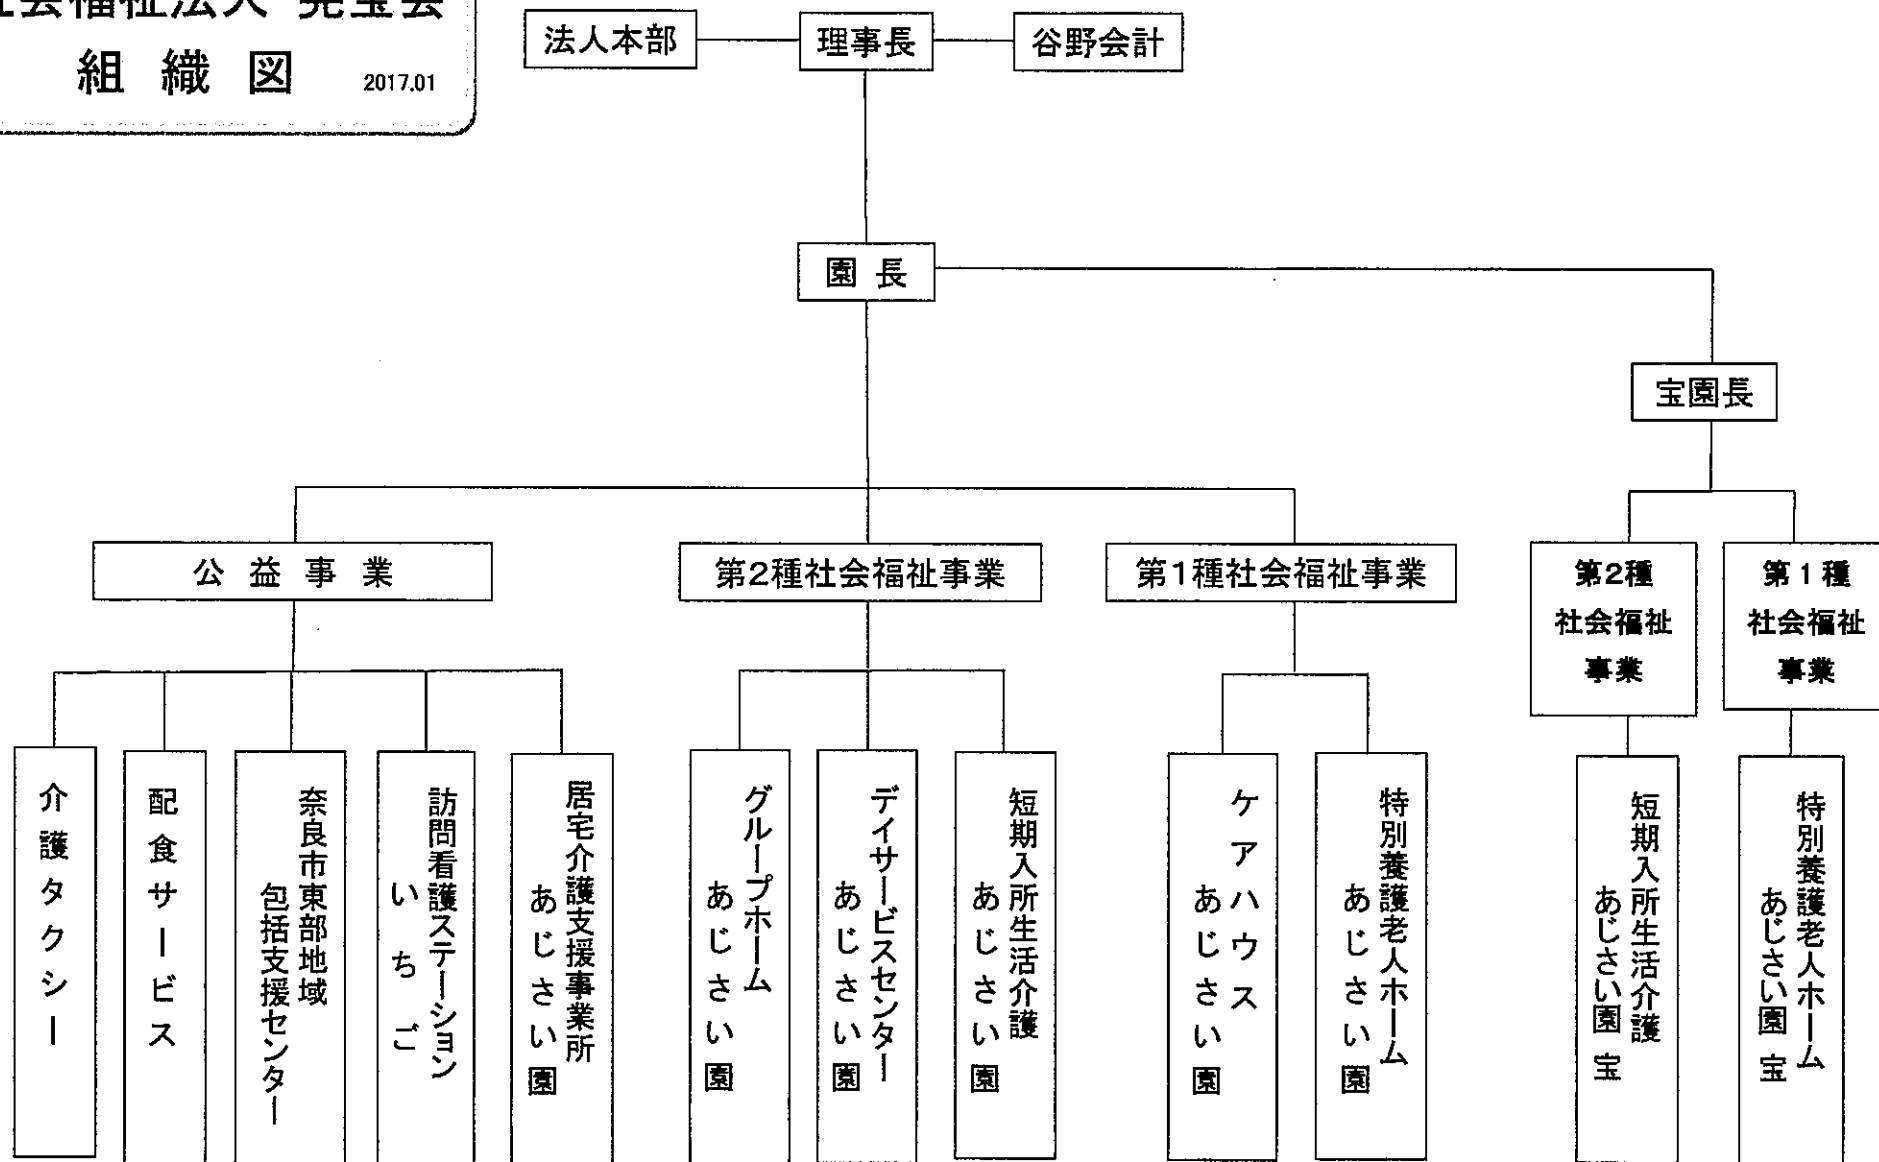 社会福祉法人 晃宝会
組織図 2017.01
法人本部
理事長
谷野会計
園長
宝園長
公益事業
第2種社会福祉事業
第1種社会福祉事業
第2種
社会福祉
事業
第1種
社会福祉
事業
介護タクシー
配食サービス
奈良市東部地域
包括支援センター
訪問看護ステーション
いちご
居宅介護支援事業所
あじさい園
グループホーム
あじさい園
デイサービスセンター
あじさい園
短期入所生活介護
あじさい園
ケアハウス
あじさい園
特別養護老人ホーム
あじさい園
短期入所生活介護
あじさい園 宝
特別養護老人ホーム
あじさい園 宝